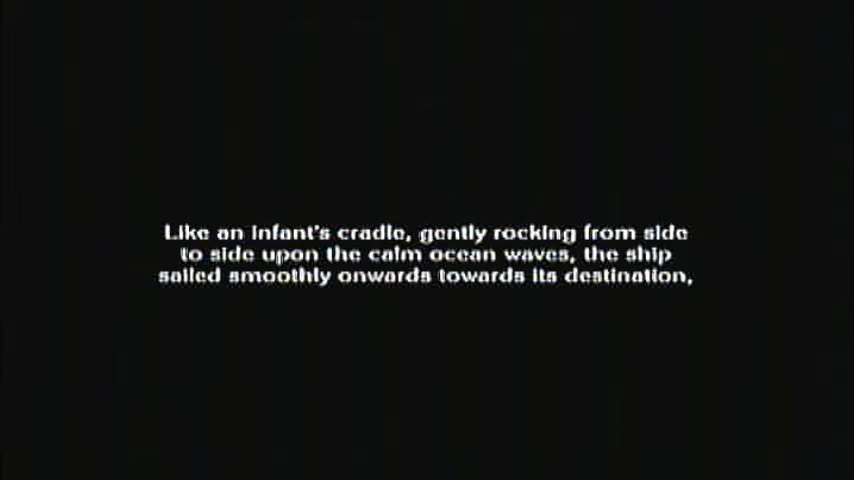 Like an infant's cradle, gently rocking from side
to side upon the calm ocean waves, the ship
sailed smoothly onwards towards its destination,